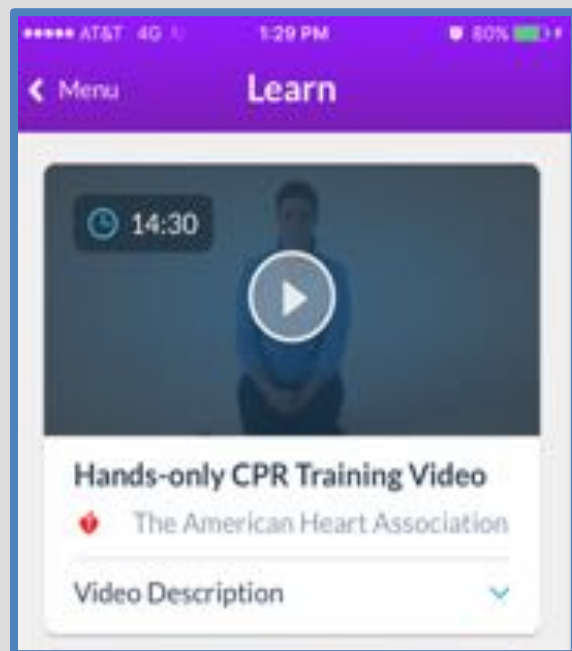 AT&T 4G 1:29 PM 80%
Menu Learn
14:30
Hands-only CPR Training Video
The American Heart Association
Video Description